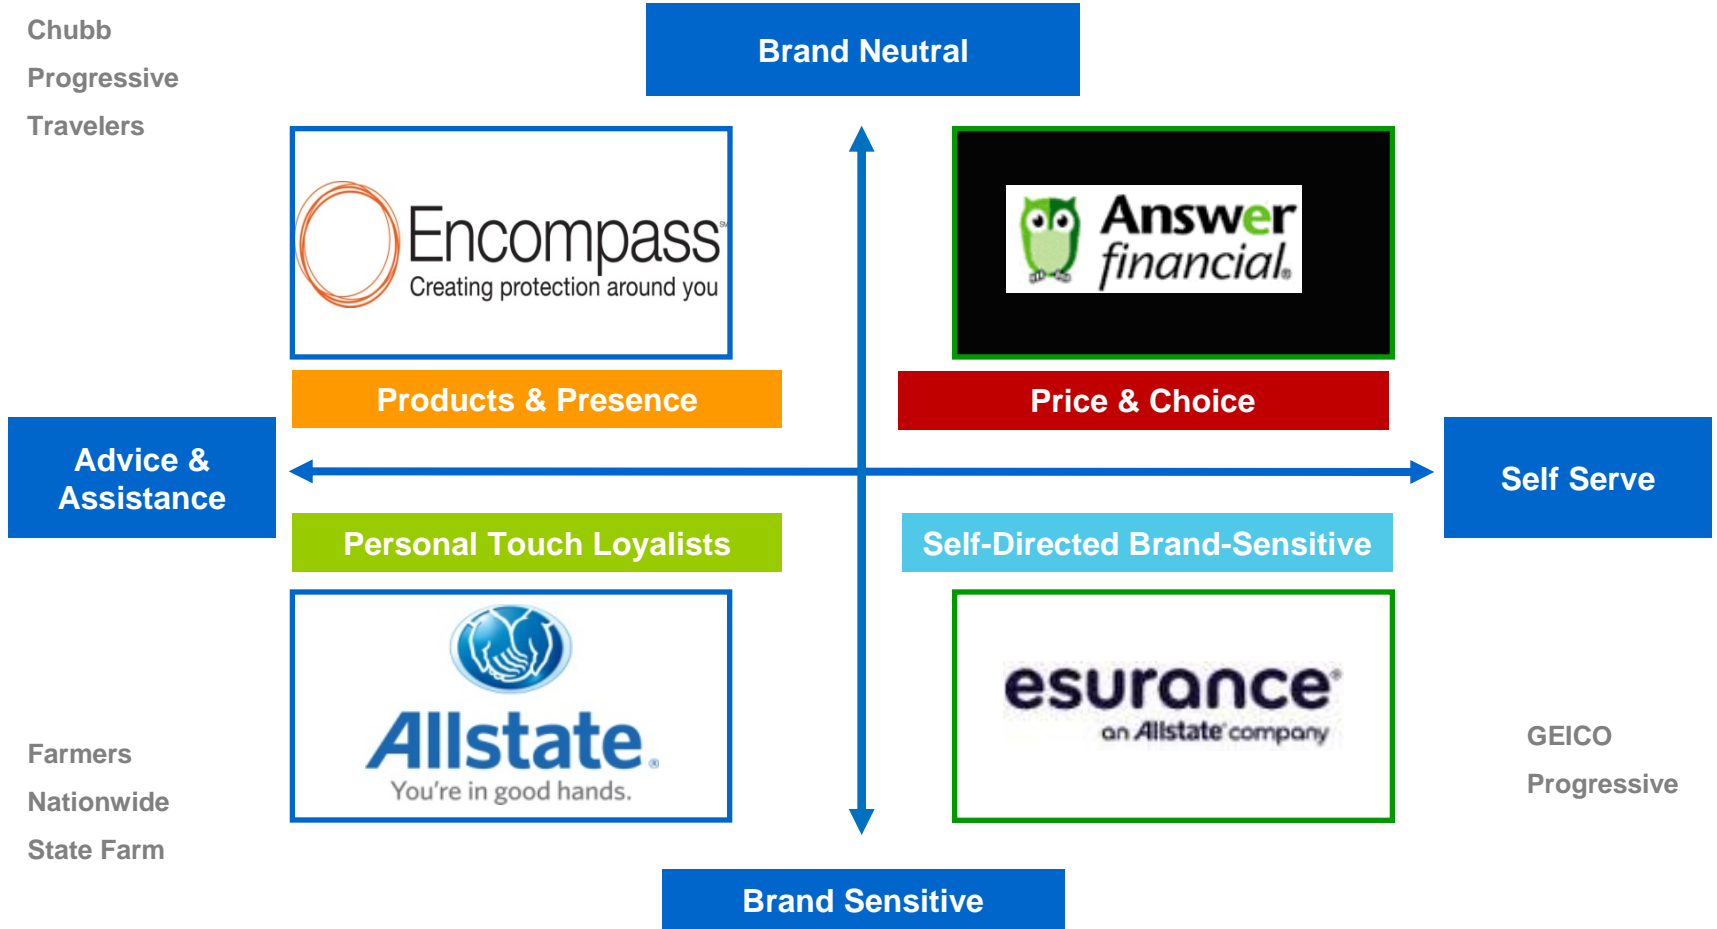 Chubb
Progressive
Travelers
Brand Neutral
Encompass℠
Creating protection around you
Answer
financial®
Products & Presence
Price & Choice
Advice &
Assistance
Self Serve
Personal Touch Loyalists
Self-Directed Brand-Sensitive
Allstate®
You're in good hands.
esurance®
an Allstate® company
Farmers
Nationwide
State Farm
GEICO
Progressive
Brand Sensitive